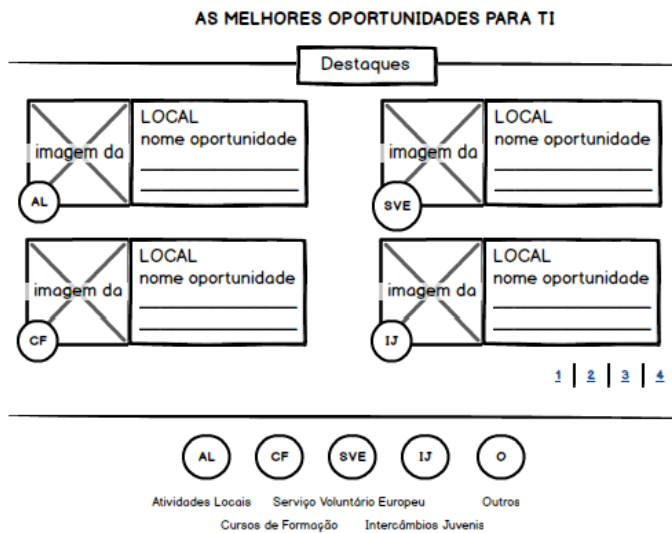 AS MELHORES OPORTUNIDADES PARA TI
Destaques
imagem da
AL
LOCAL
nome oportunidade
imagem da
SVE
LOCAL
nome oportunidade
imagem da
CF
LOCAL
nome oportunidade
imagem da
IJ
LOCAL
nome oportunidade
1 | 2 | 3 | 4
AL CF SVE IJ O
Atividades Locais Serviço Voluntário Europeu Outros
Cursos de Formação Intercâmbios Juvenis